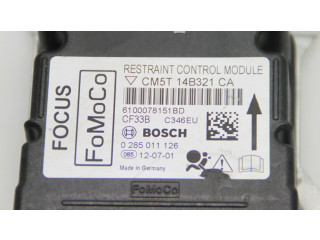 RESTRAINT CONTROL MODULE
CM5T 14B321 CA
FOCUS
FoMoCo
6100078151BD
CF33B C346EU
BOSCH
0 285 011 126
085 12-07-01
Made in Germany
FoMoCo